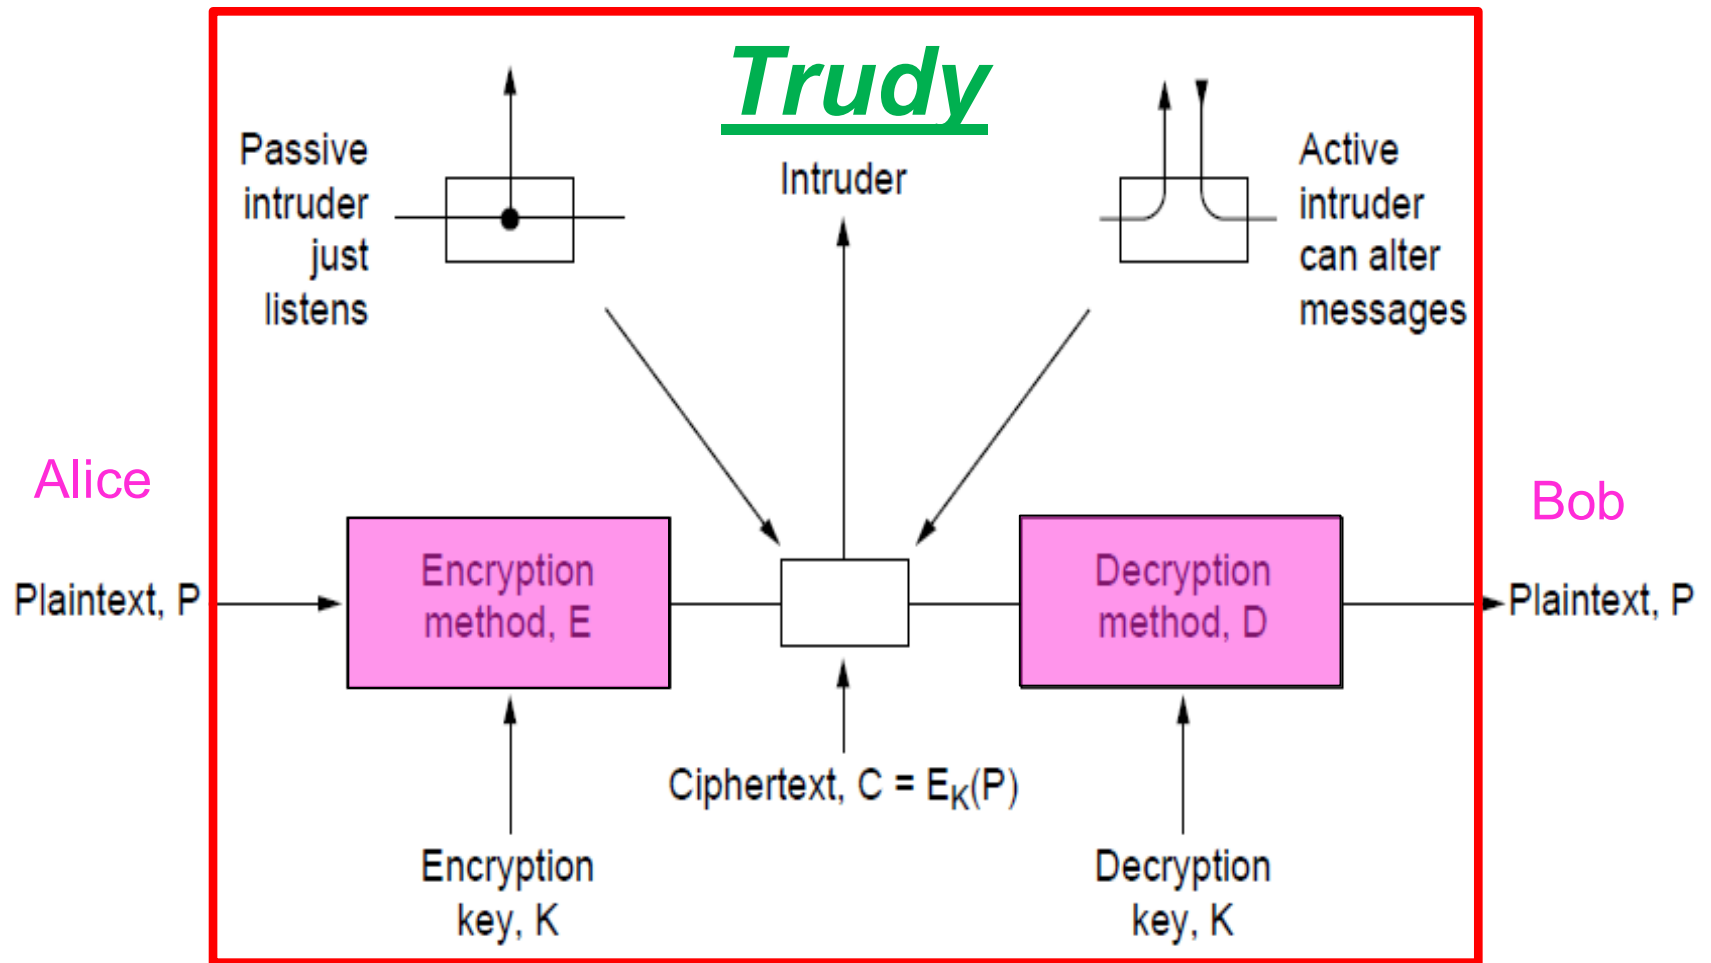 Trudy
Passive
intruder
just
listens
Intruder
Active
intruder
can alter
messages
Alice
Bob
Plaintext, P
Encryption
method, E
Decryption
method, D
Plaintext, P
Ciphertext, C = E_K(P)
Encryption
key, K
Decryption
key, K